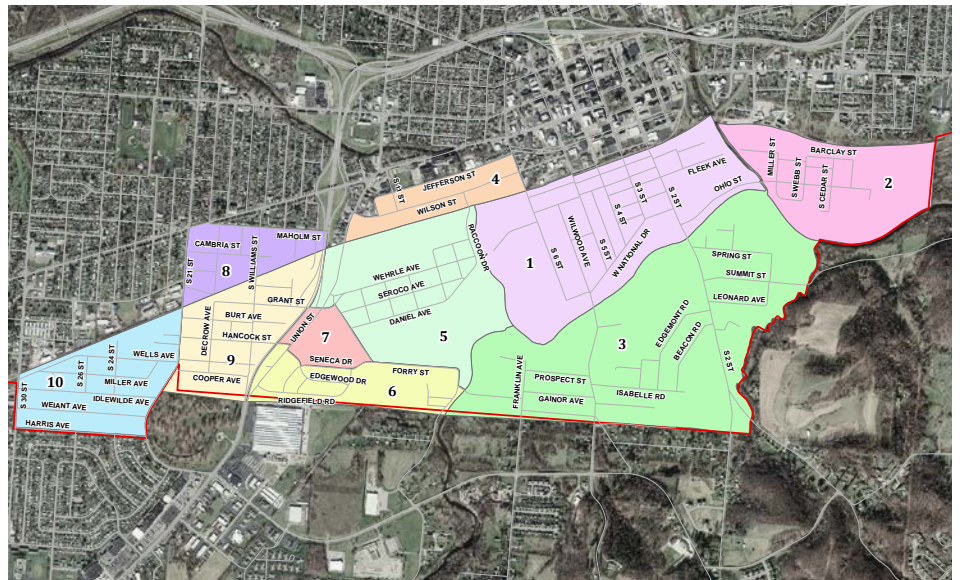 MILLER ST
BARCLAY ST
S WEBB ST
S CEDAR ST
2
FLEEK AVE
OHIO ST
S 2 ST
S 3 ST
S 4 ST
S 5 ST
WILWOOD AVE
W NATIONAL DR
S 6 ST
1
S 11 ST
JEFFERSON ST
4
WILSON ST
RACCOON DR
WEHRLE AVE
SEROCO AVE
DANIEL AVE
5
MAHOLM ST
CAMBRIA ST
S WILLIAMS ST
S 21 ST
8
SPRING ST
SUMMIT ST
LEONARD AVE
EDGEMONT RD
BEACON RD
S 2 ST
3
PROSPECT ST
ISABELLE RD
GAINOR AVE
FRANKLIN AVE
GRANT ST
BURT AVE
HANCOCK ST
DECROW AVE
9
COOPER AVE
UNION ST
7
SENECA DR
FORRY ST
EDGEWOOD DR
6
RIDGEFIELD RD
WELLS AVE
S 24 ST
S 26 ST
10
MILLER AVE
S 30 ST
IDLEWILDE AVE
WEIANT AVE
HARRIS AVE